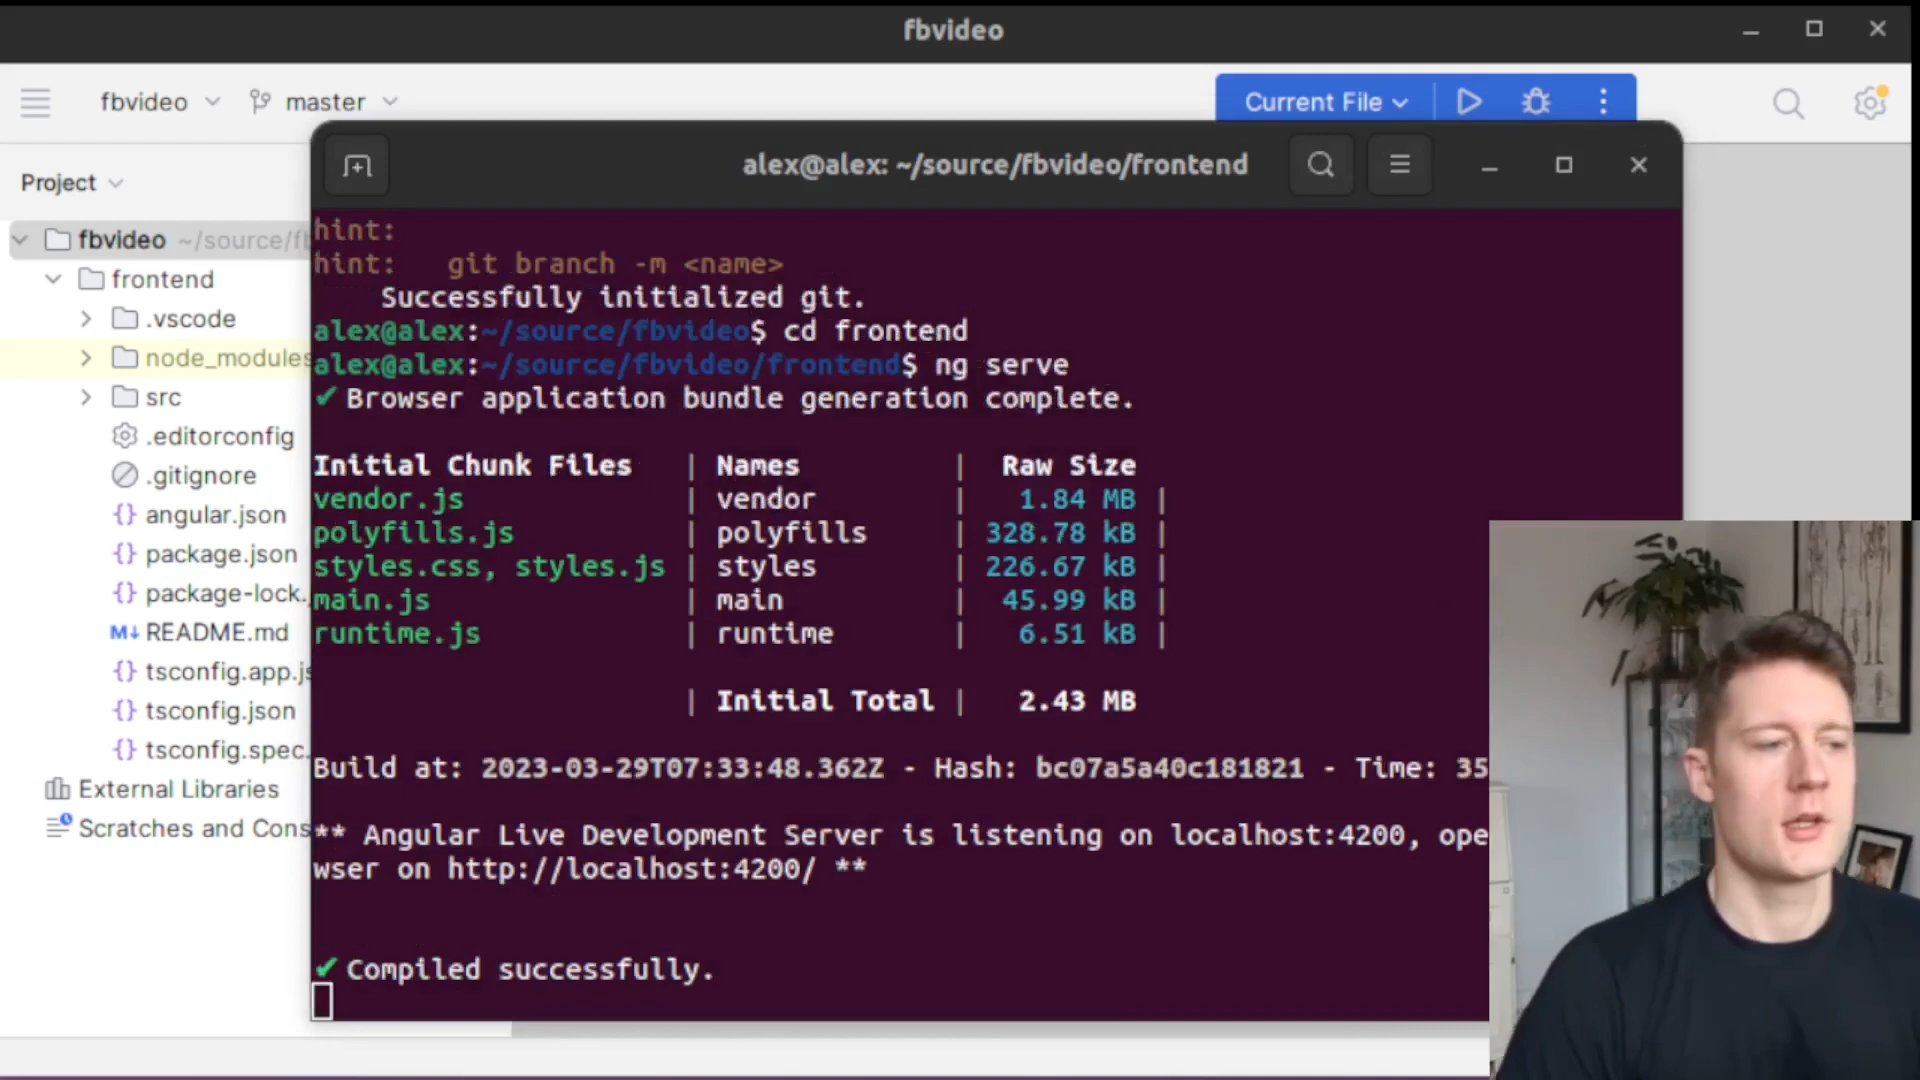 fbvideo
fbvideo master Current File
Project
alex@alex: ~/source/fbvideo/frontend
fbvideo ~/source/fb
frontend
.vscode
node_modules
src
.editorconfig
.gitignore
angular.json
package.json
package-lock.
README.md
tsconfig.app.js
tsconfig.json
tsconfig.spec.
External Libraries
Scratches and Cons
hint:
hint:   git branch -m <name>
Successfully initialized git.
alex@alex:~/source/fbvideo$ cd frontend
alex@alex:~/source/fbvideo/frontend$ ng serve
✔ Browser application bundle generation complete.
Initial Chunk Files | Names | Raw Size
vendor.js | vendor | 1.84 MB |
polyfills.js | polyfills | 328.78 kB |
styles.css, styles.js | styles | 226.67 kB |
main.js | main | 45.99 kB |
runtime.js | runtime | 6.51 kB |
| Initial Total | 2.43 MB
Build at: 2023-03-29T07:33:48.362Z - Hash: bc07a5a40c181821 - Time: 35
** Angular Live Development Server is listening on localhost:4200, ope
wser on http://localhost:4200/ **
✔ Compiled successfully.